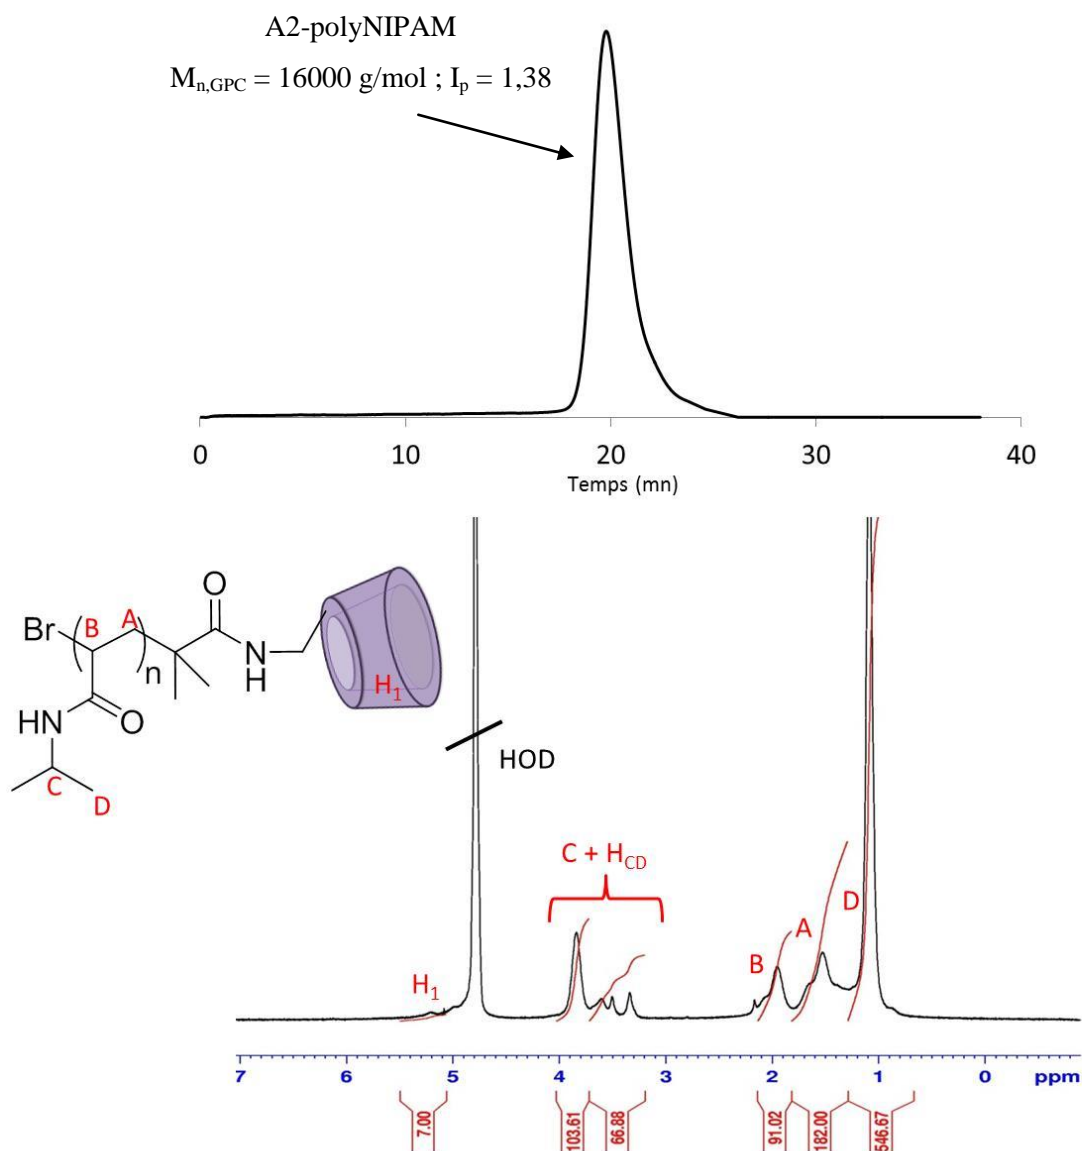 A2-polyNIPAM
Mn,GPC = 16000 g/mol ; Ip = 1,38
0 10 20 30 40
Temps (mn)
O
Br ( B A ) n N H H1
HN O
C D
HOD
C + HCD
H1 B A D
7 6 5 4 3 2 1 0 ppm
7.00 103.61 66.88 91.02 182.00 546.67